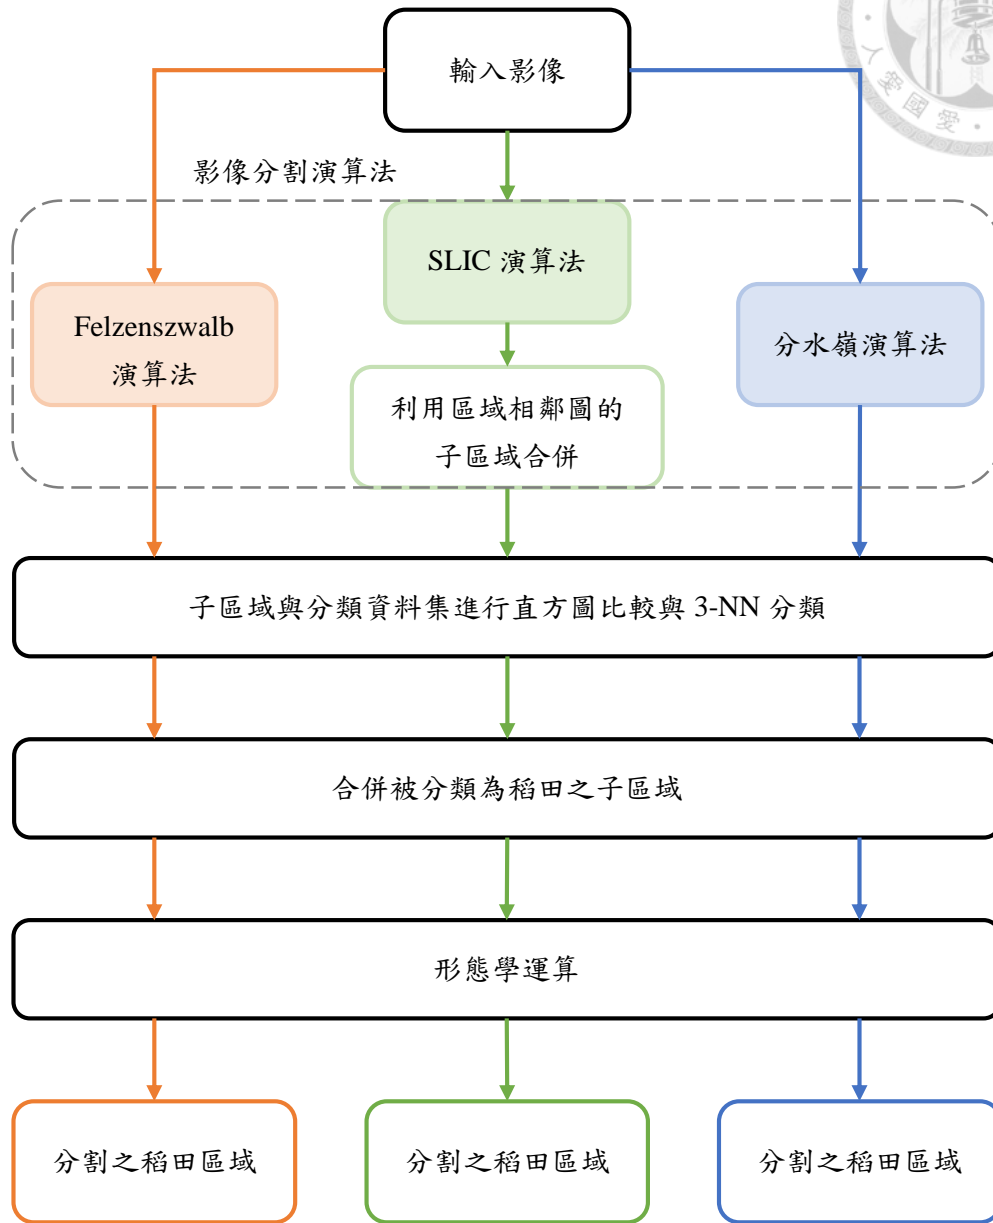 輸入影像
人愛國愛
影像分割演算法
SLIC 演算法
Felzenszwalb
演算法
分水嶺演算法
利用區域相鄰圖的
子區域合併
子區域與分類資料集進行直方圖比較與 3-NN 分類
合併被分類為稻田之子區域
形態學運算
分割之稻田區域
分割之稻田區域
分割之稻田區域